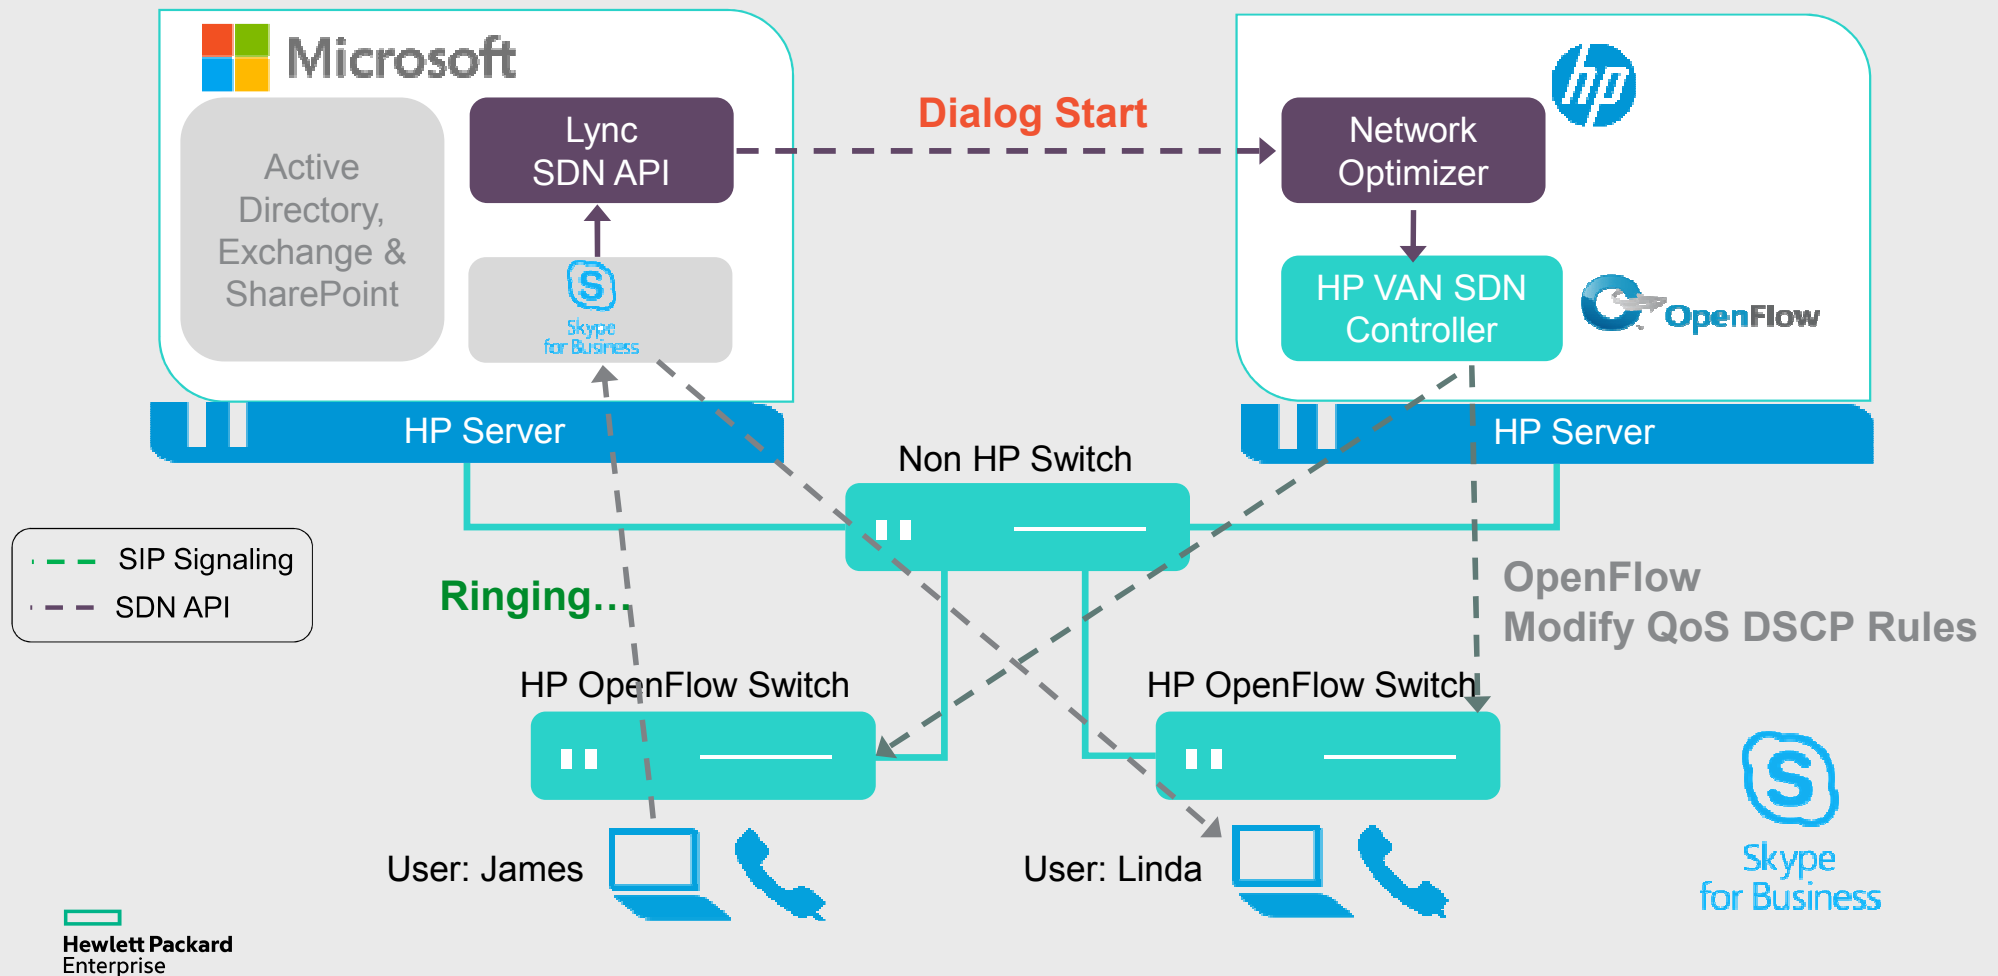 Microsoft
Active
Directory,
Exchange &
SharePoint
Lync
SDN API
Skype
for Business
HP Server
Dialog Start
hp
Network
Optimizer
HP VAN SDN
Controller
OpenFlow
HP Server
Non HP Switch
SIP Signaling
SDN API
Ringing...
OpenFlow
Modify QoS DSCP Rules
HP OpenFlow Switch
HP OpenFlow Switch
User: James
User: Linda
Skype
for Business
Hewlett Packard
Enterprise